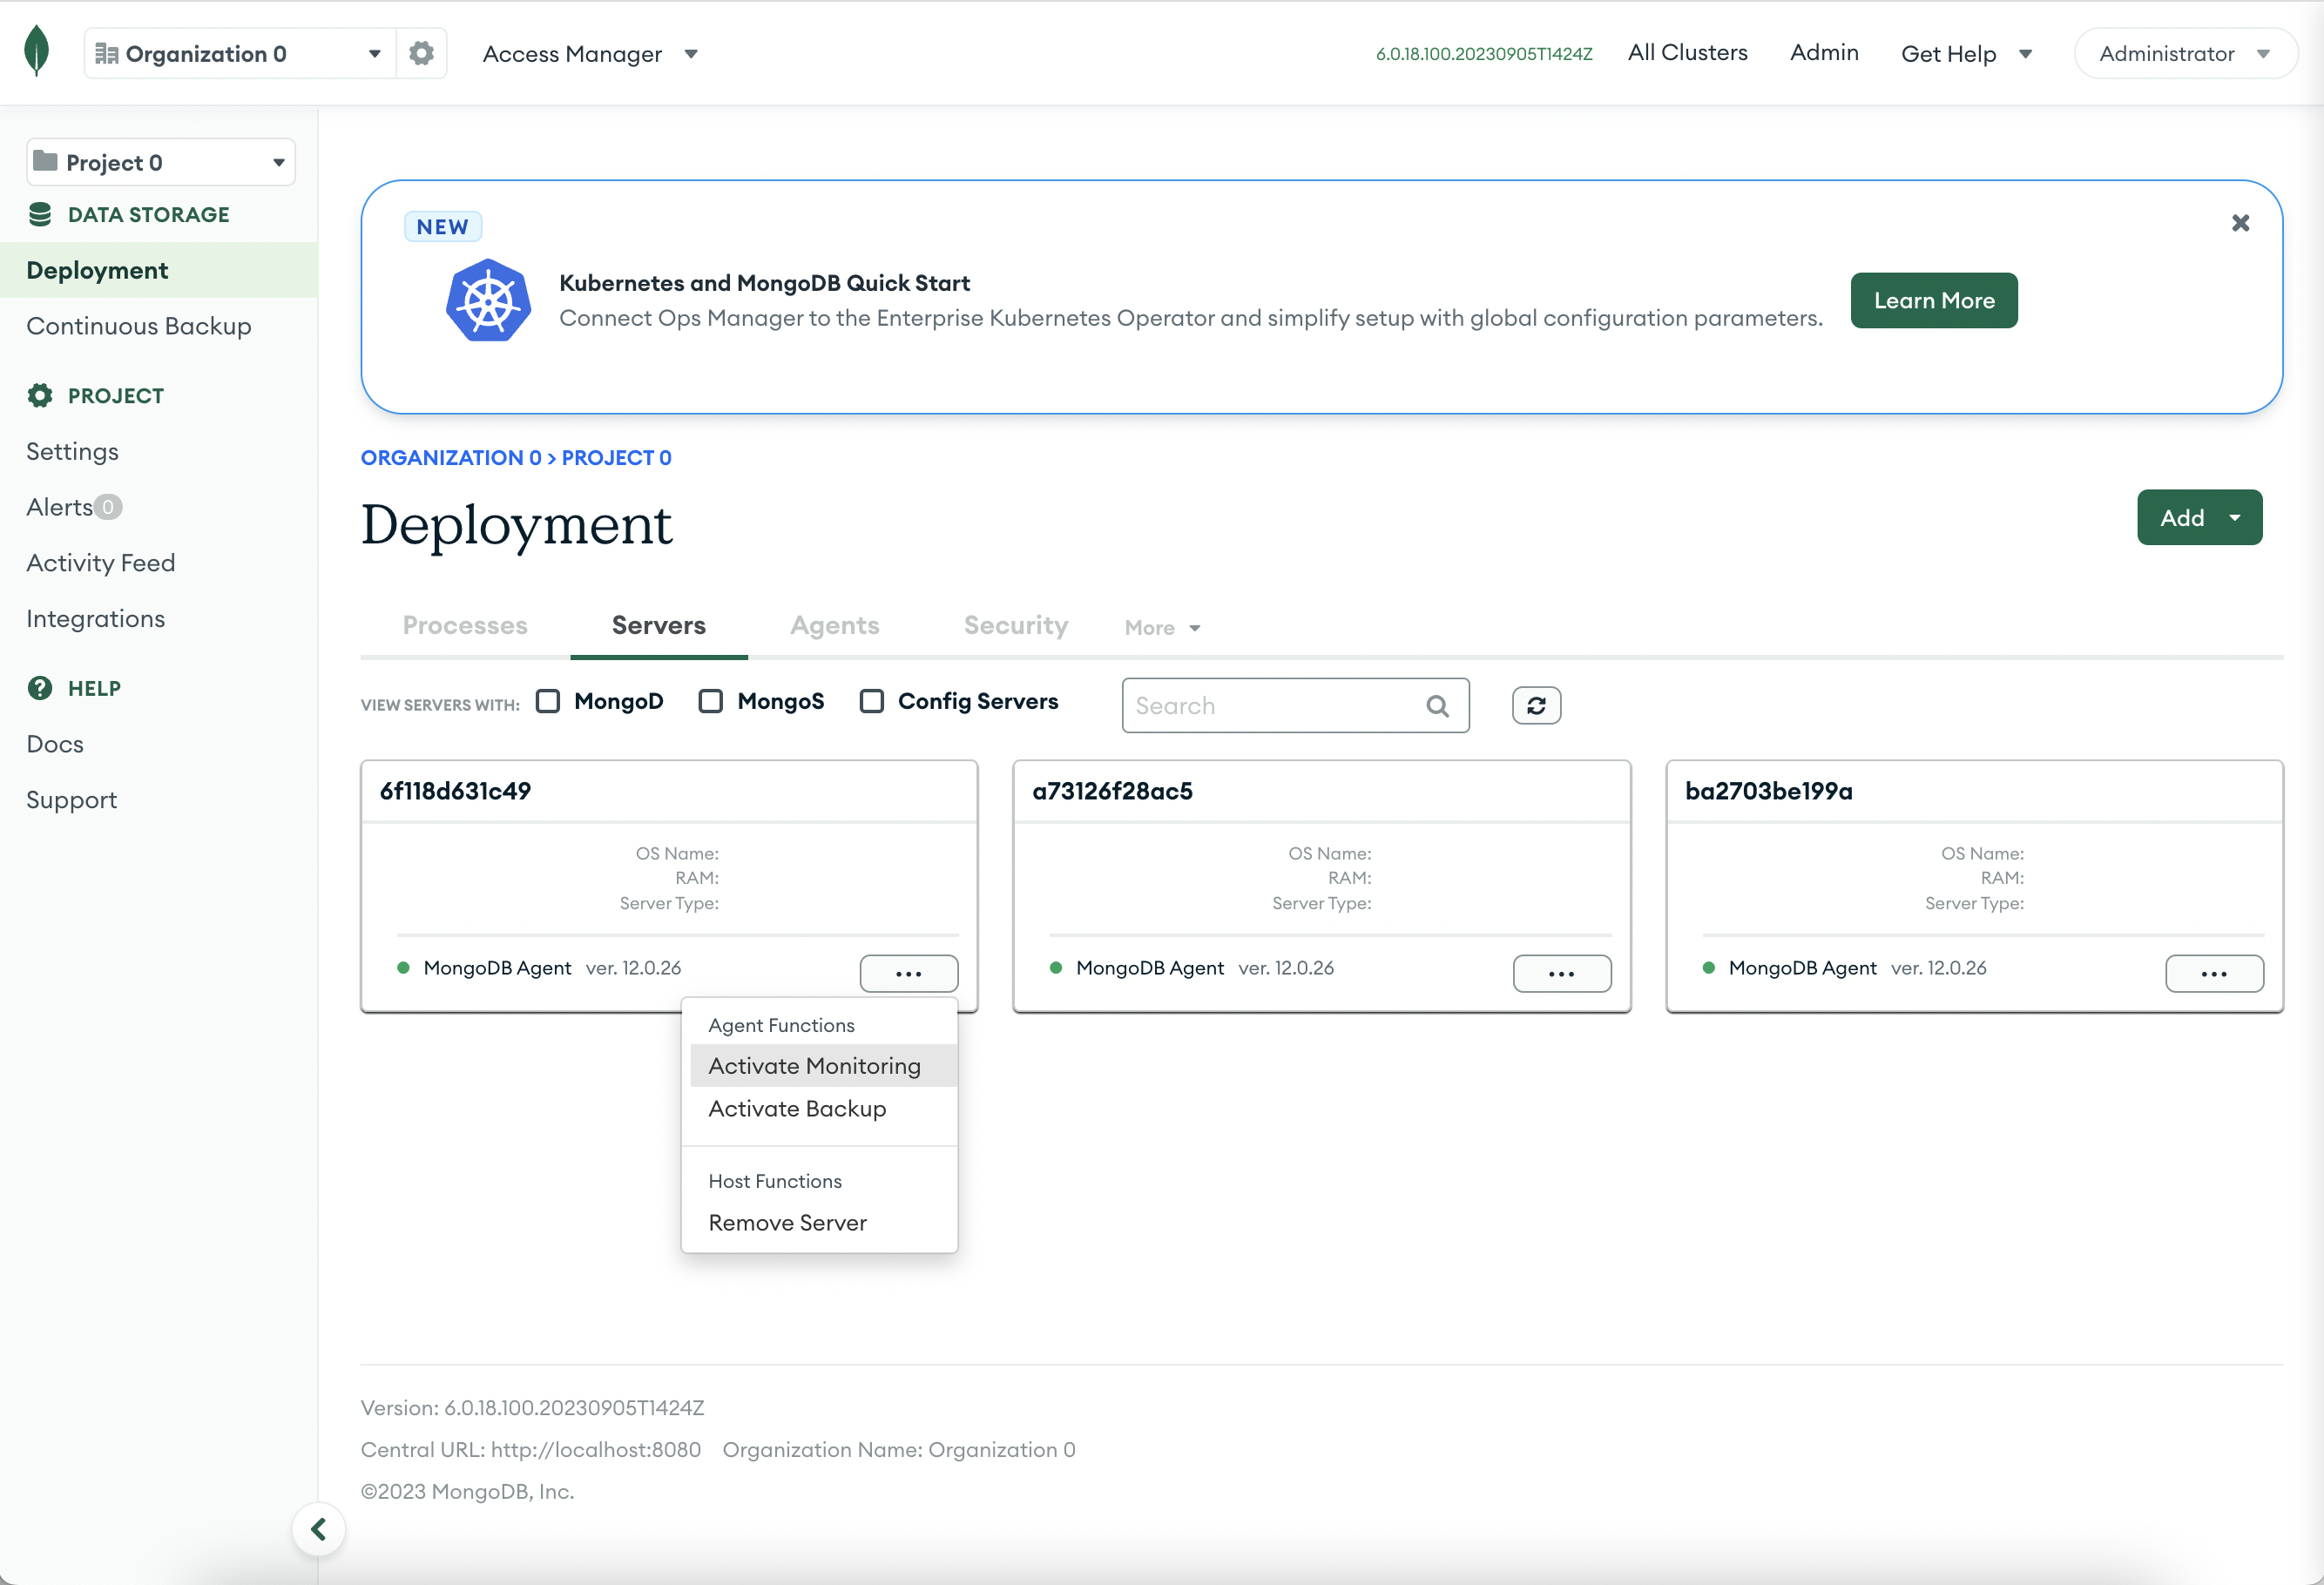 Organization 0
Access Manager
6.0.18.100.20230905T1424Z
All Clusters
Admin
Get Help
Administrator
Project 0
DATA STORAGE
Deployment
Continuous Backup
PROJECT
Settings
Alerts 0
Activity Feed
Integrations
HELP
Docs
Support
NEW
Kubernetes and MongoDB Quick Start
Connect Ops Manager to the Enterprise Kubernetes Operator and simplify setup with global configuration parameters.
Learn More
ORGANIZATION 0 > PROJECT 0
Deployment
Add
Processes
Servers
Agents
Security
More
VIEW SERVERS WITH:
MongoD
MongoS
Config Servers
Search
6f118d631c49
OS Name:
RAM:
Server Type:
MongoDB Agent ver. 12.0.26
a73126f28ac5
OS Name:
RAM:
Server Type:
MongoDB Agent ver. 12.0.26
ba2703be199a
OS Name:
RAM:
Server Type:
MongoDB Agent ver. 12.0.26
Agent Functions
Activate Monitoring
Activate Backup
Host Functions
Remove Server
Version: 6.0.18.100.20230905T1424Z
Central URL: http://localhost:8080 Organization Name: Organization 0
©2023 MongoDB, Inc.